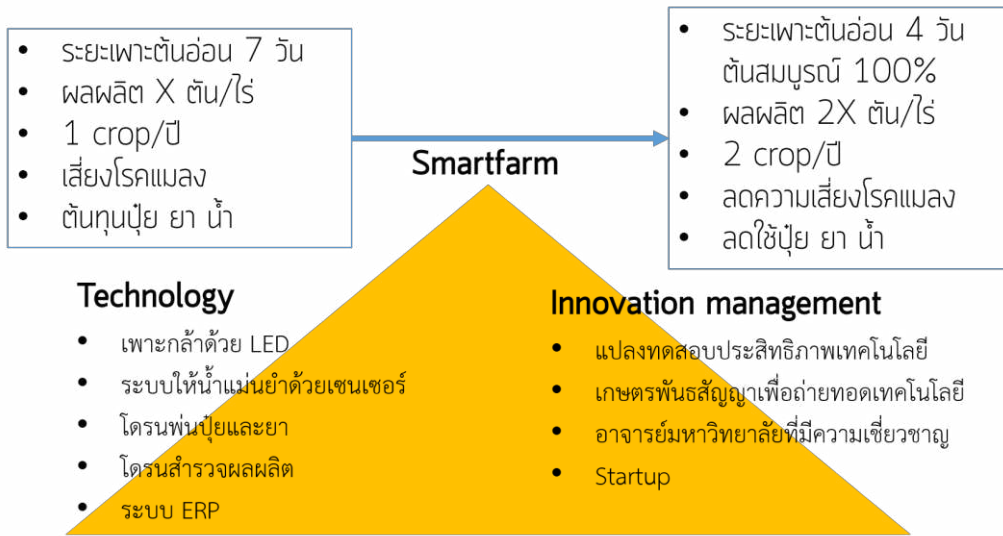 • ระยะเพาะต้นอ่อน 7 วัน
• ผลผลิต X ตัน/ไร่
• 1 crop/ปี
• เสี่ยงโรคแมลง
• ต้นทุนปุ๋ย ยา น้ำ
• ระยะเพาะต้นอ่อน 4 วัน
ต้นสมบูรณ์ 100%
• ผลผลิต 2X ตัน/ไร่
• 2 crop/ปี
• ลดความเสี่ยงโรคแมลง
• ลดใช้ปุ๋ย ยา น้ำ
Smartfarm
Technology
• เพาะกล้าด้วย LED
• ระบบให้น้ำแม่นยำด้วยเซนเซอร์
• โดรนพ่นปุ๋ยและยา
• โดรนสำรวจผลผลิต
• ระบบ ERP
Innovation management
• แปลงทดสอบประสิทธิภาพเทคโนโลยี
• เกษตรพันธสัญญาเพื่อถ่ายทอดเทคโนโลยี
• อาจารย์มหาวิทยาลัยที่มีความเชี่ยวชาญ
• Startup